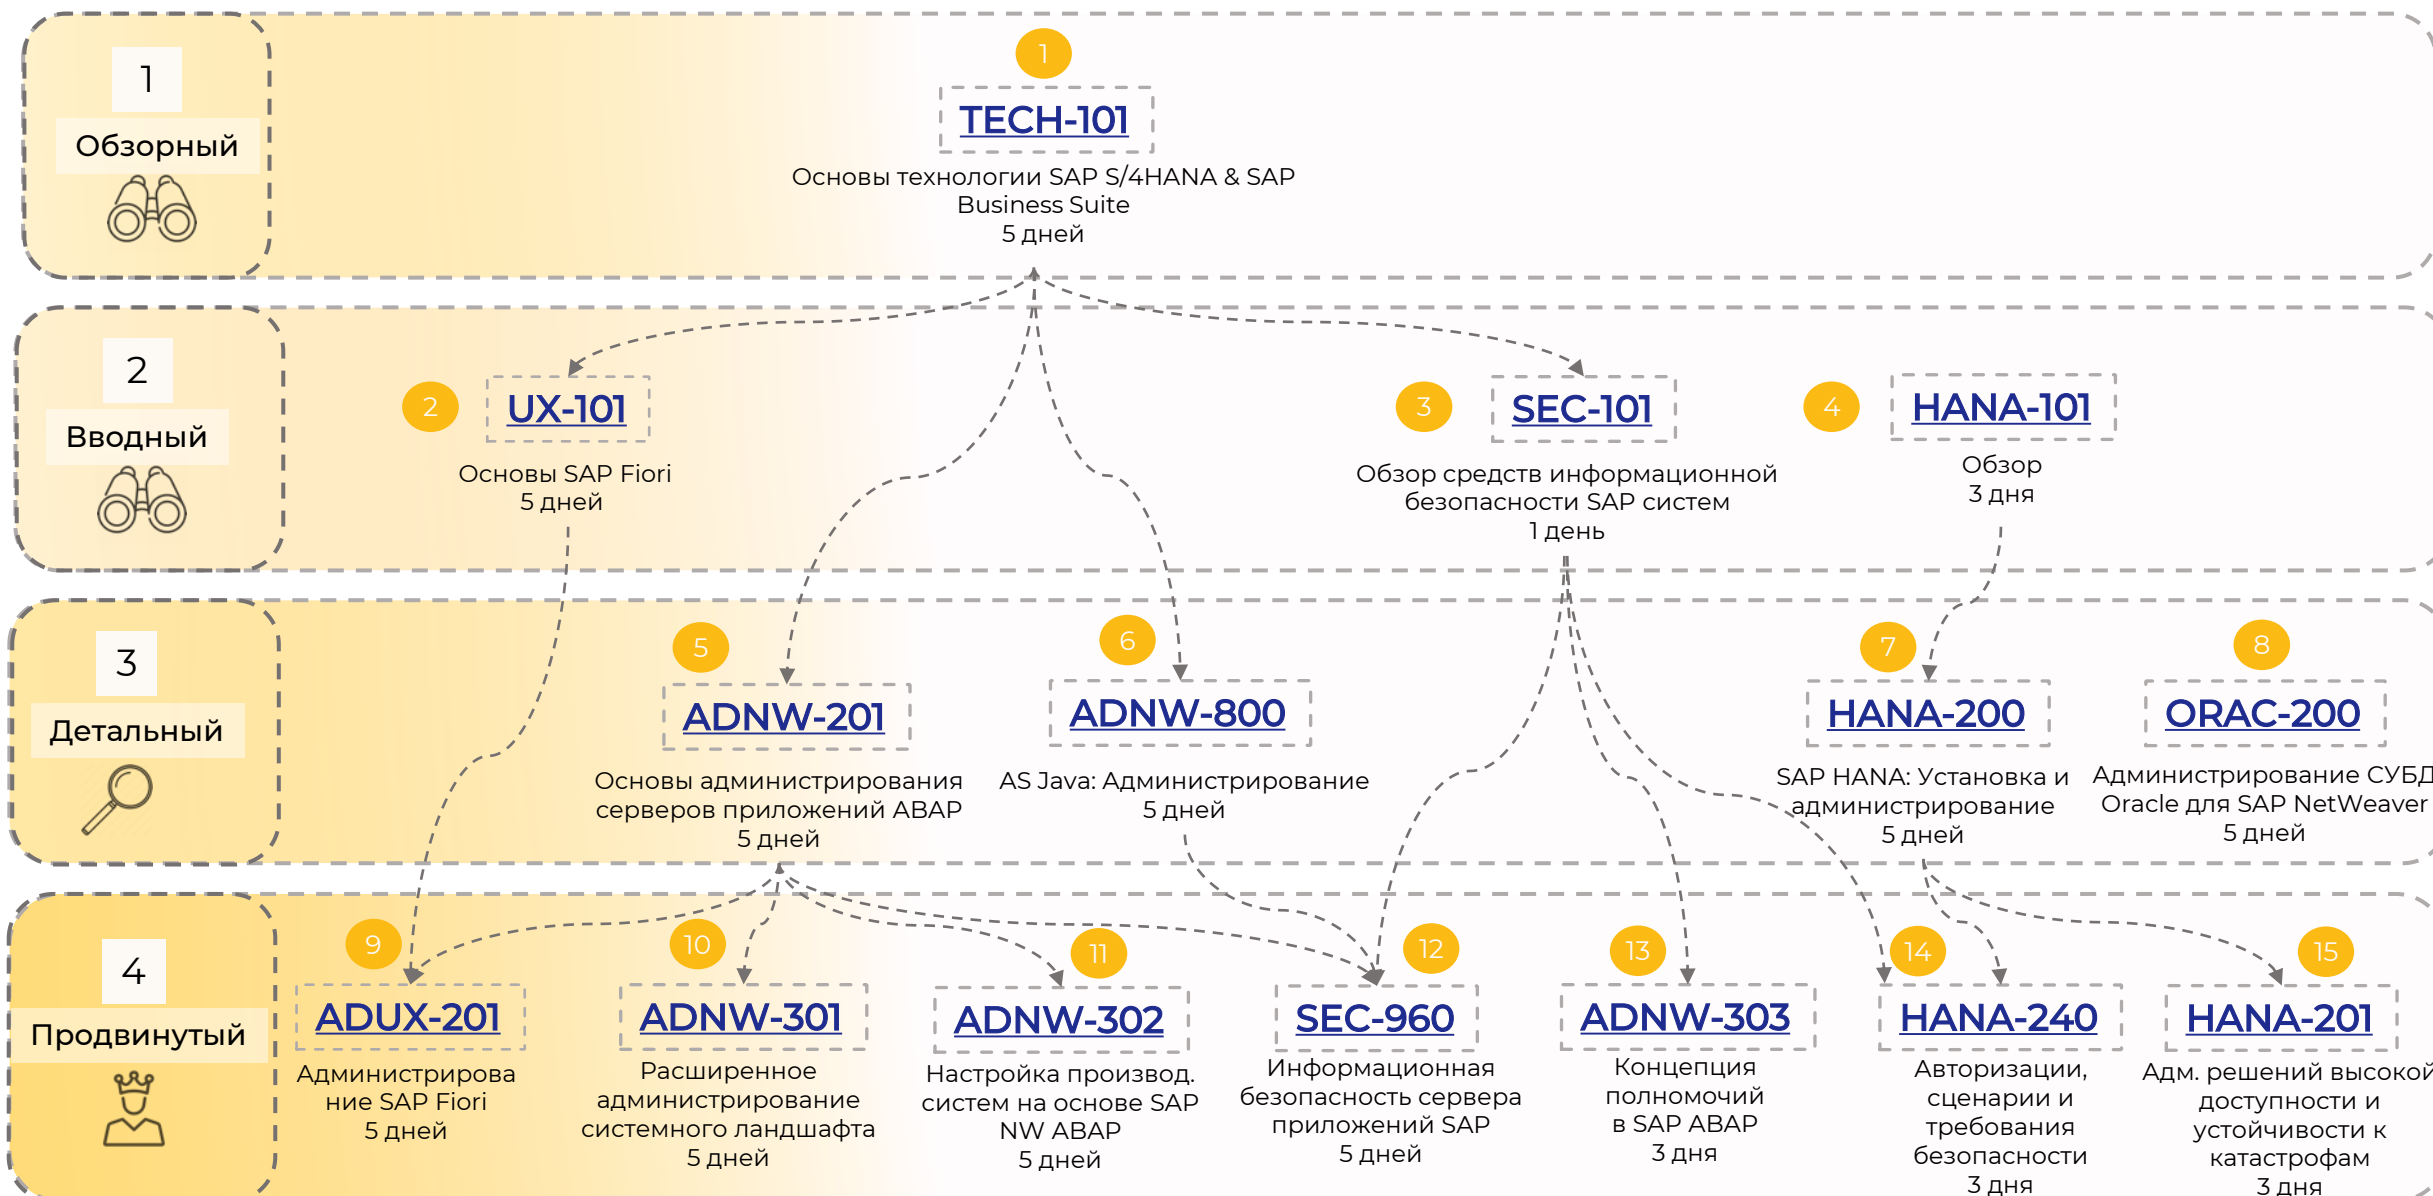 1
Обзорный
1
TECH-101
Основы технологии SAP S/4HANA & SAP
Business Suite
5 дней
2
Вводный
2
UX-101
Основы SAP Fiori
5 дней
3
SEC-101
Обзор средств информационной
безопасности SAP систем
1 день
4
HANA-101
Обзор
3 дня
3
Детальный
5
ADNW-201
Основы администрирования
серверов приложений ABAP
5 дней
6
ADNW-800
AS Java: Администрирование
5 дней
7
HANA-200
SAP HANA: Установка и
администрирование
5 дней
8
ORAC-200
Администрирование СУБД
Oracle для SAP NetWeaver
5 дней
4
Продвинутый
9
ADUX-201
Администрирова
ние SAP Fiori
5 дней
10
ADNW-301
Расширенное
администрирование
системного ландшафта
5 дней
11
ADNW-302
Настройка производ.
систем на основе SAP
NW ABAP
5 дней
12
SEC-960
Информационная
безопасность сервера
приложений SAP
5 дней
13
ADNW-303
Концепция
полномочий
в SAP ABAP
3 дня
14
HANA-240
Авторизации,
сценарии и
требования
безопасности
3 дня
15
HANA-201
Адм. решений высокой
доступности и
устойчивости к
катастрофам
3 дня